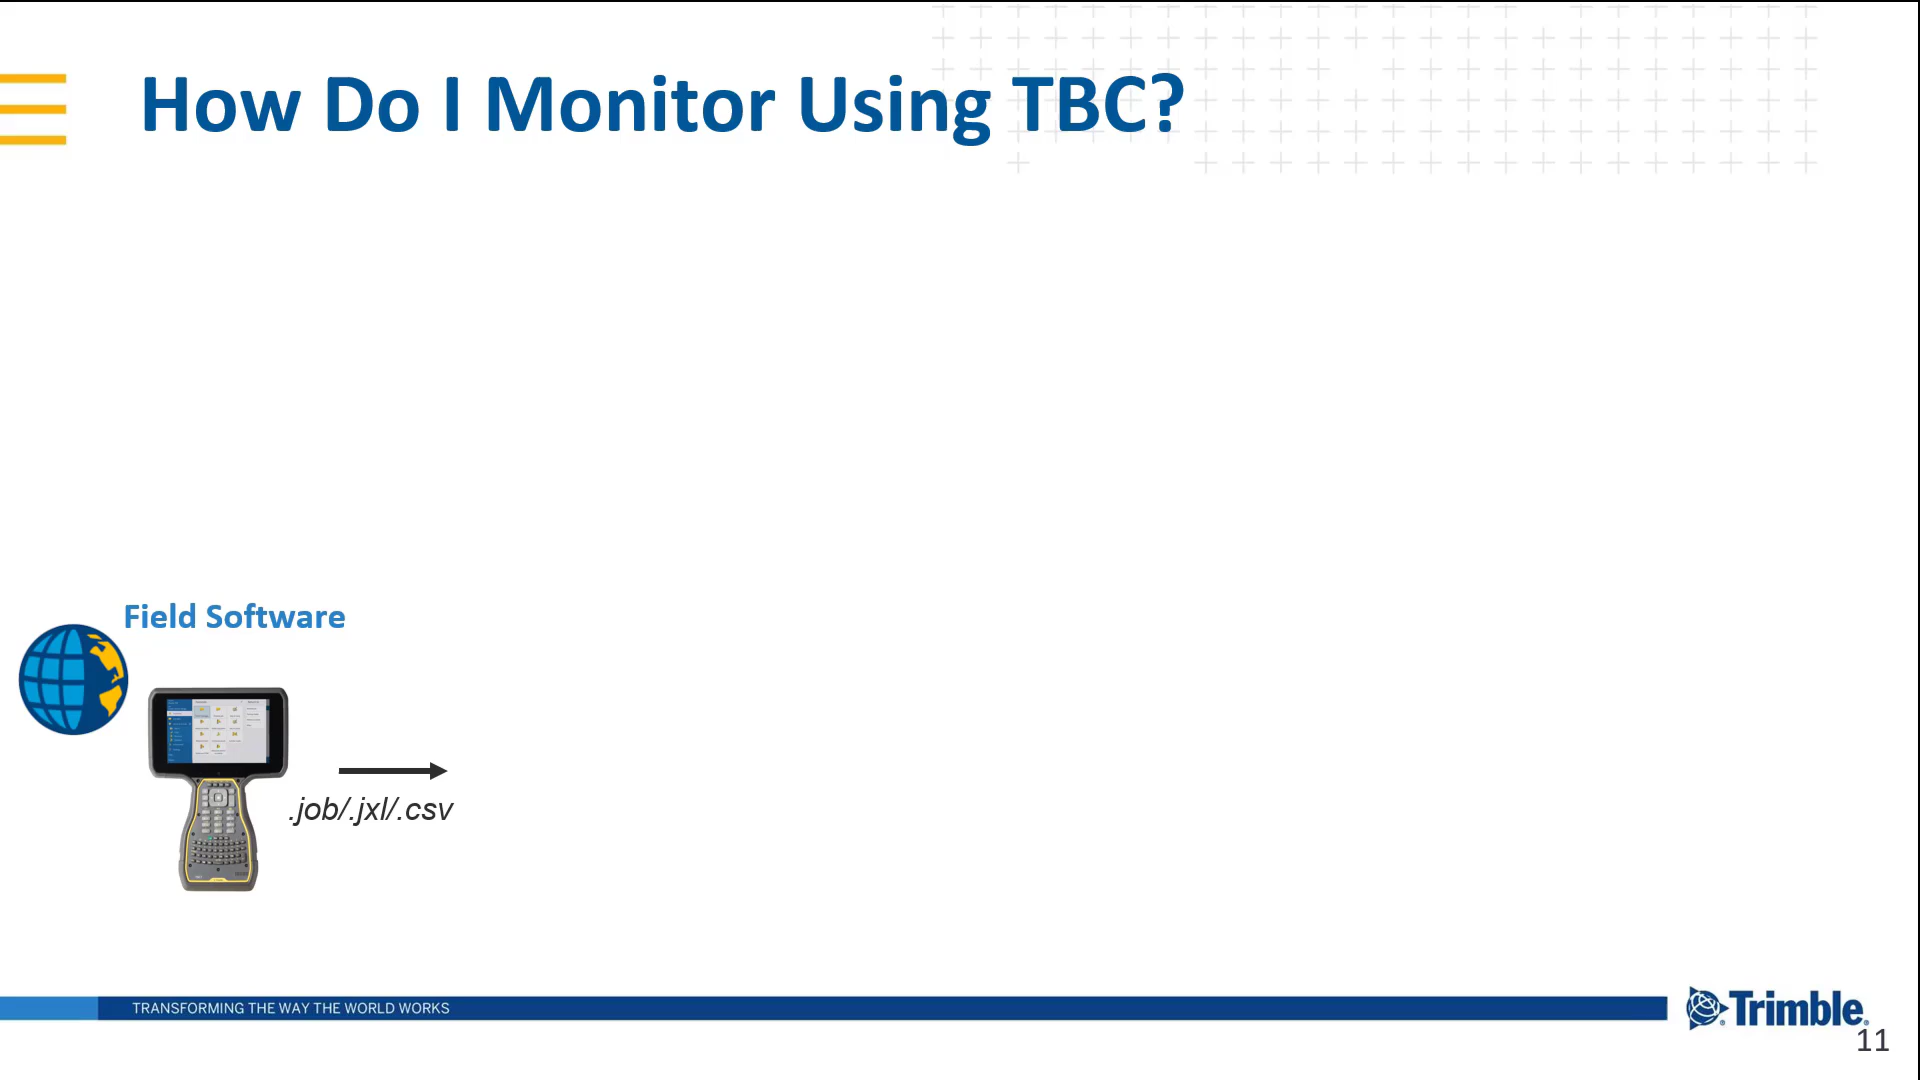 How Do I Monitor Using TBC?
Field Software
.job/.jxl/.csv
TRANSFORMING THE WAY THE WORLD WORKS
Trimble®
11